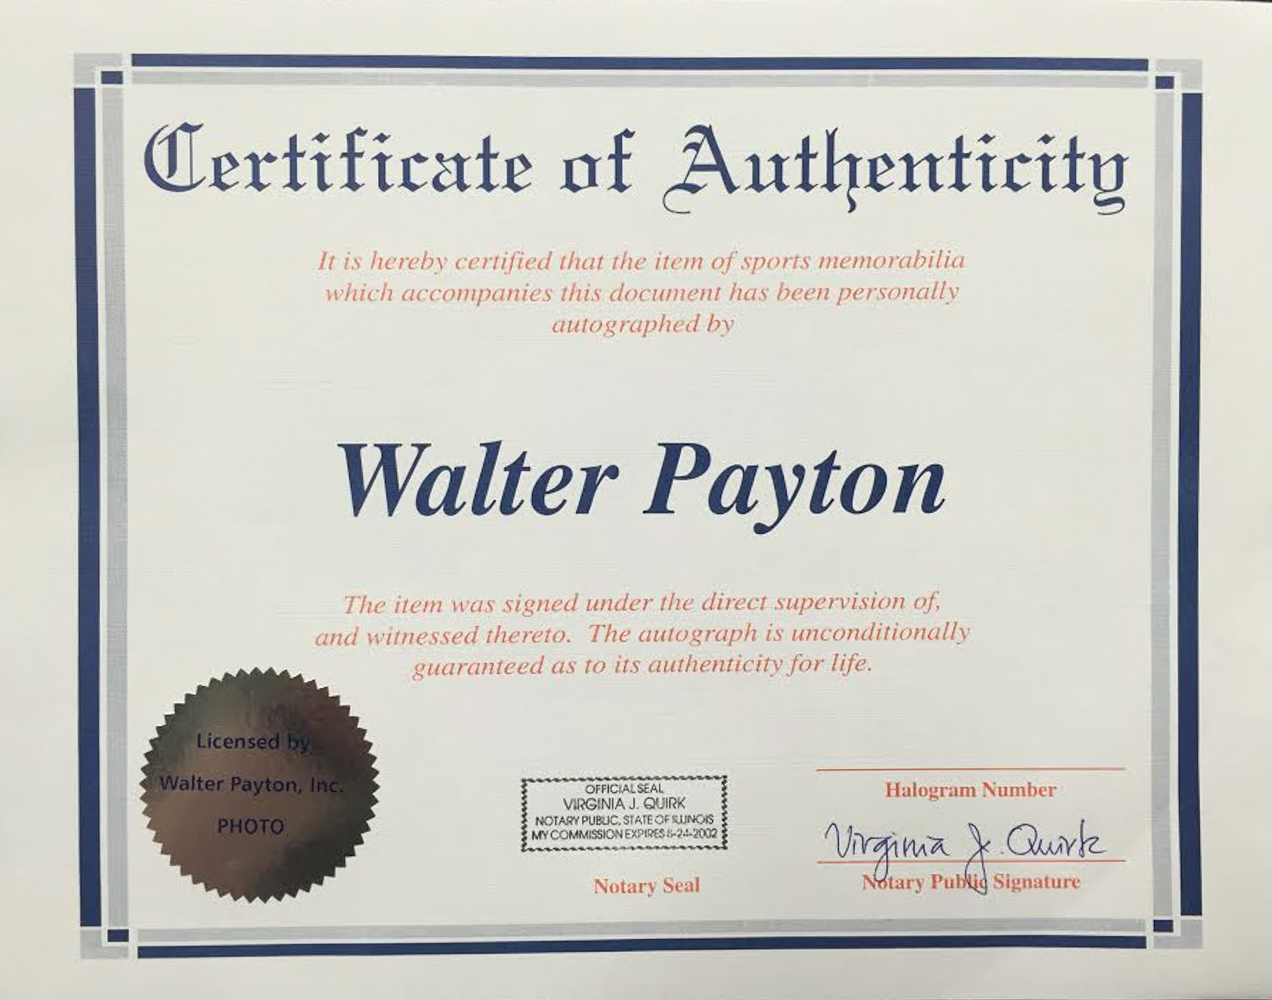 Certificate of Authenticity
It is hereby certified that the item of sports memorabilia
which accompanies this document has been personally
autographed by
Walter Payton
The item was signed under the direct supervision of,
and witnessed thereto. The autograph is unconditionally
guaranteed as to its authenticity for life.
Licensed by
Walter Payton, Inc.
PHOTO
OFFICIAL SEAL
VIRGINIA J. QUIRK
NOTARY PUBLIC, STATE OF ILLINOIS
MY COMMISSION EXPIRES 8-24-2002
Notary Seal
Halogram Number
Virginia J. Quirk
Notary Public Signature